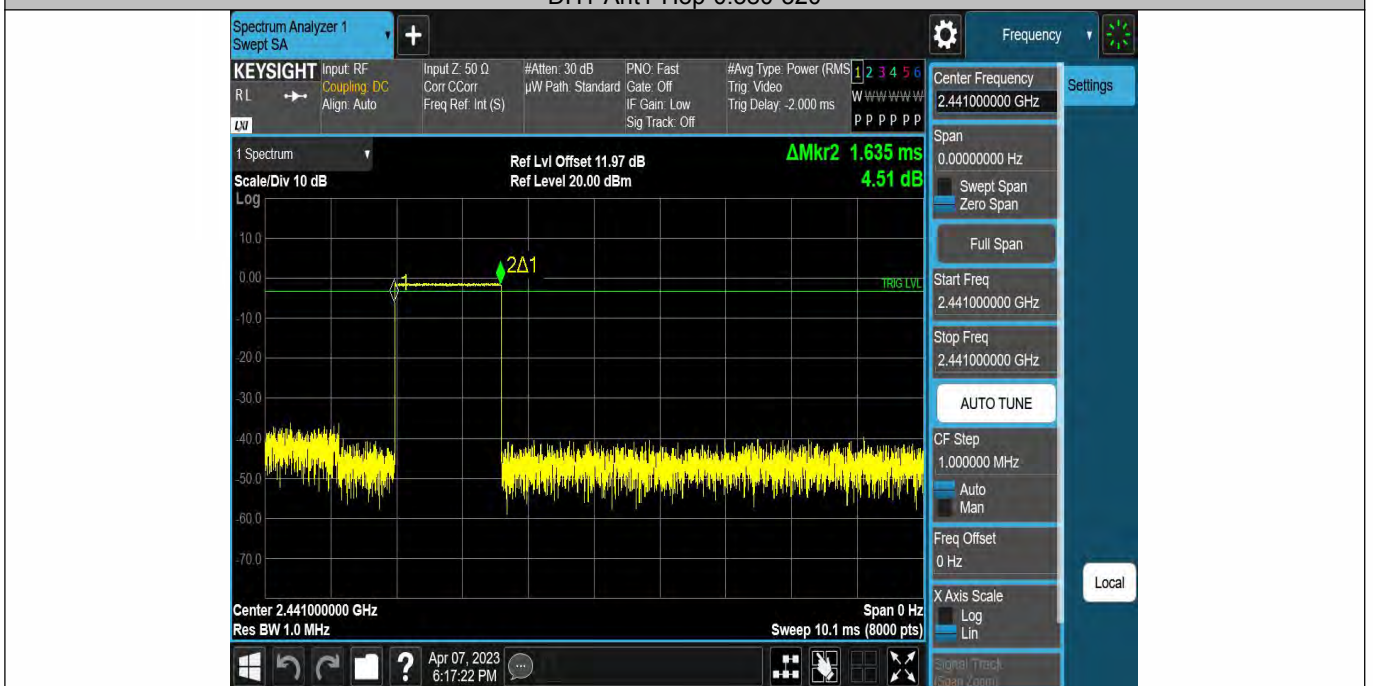 Spectrum Analyzer 1
Swept SA
+
Frequency
KEYSIGHT
RL
LXI
Input: RF
Coupling: DC
Align: Auto
Input Z: 50 Ω
Corr CCorr
Freq Ref: Int (S)
#Atten: 30 dB
µW Path: Standard
PNO: Fast
Gate: Off
IF Gain: Low
Sig Track: Off
#Avg Type: Power (RMS
Trig: Video
Trig Delay: -2.000 ms
1 2 3 4 5 6
W W W W W W
P P P P P P
1 Spectrum
Scale/Div 10 dB
Log
Ref Lvl Offset 11.97 dB
Ref Level 20.00 dBm
ΔMkr2 1.635 ms
4.51 dB
10.0
0.00
-10.0
-20.0
-30.0
-40.0
-50.0
-60.0
-70.0
1
2Δ1
TRIG LVL
Center 2.441000000 GHz
Res BW 1.0 MHz
Span 0 Hz
Sweep 10.1 ms (8000 pts)
Center Frequency
2.441000000 GHz
Settings
Span
0.00000000 Hz
Swept Span
Zero Span
Full Span
Start Freq
2.441000000 GHz
Stop Freq
2.441000000 GHz
AUTO TUNE
CF Step
1.000000 MHz
Auto
Man
Freq Offset
0 Hz
X Axis Scale
Log
Lin
Signal Track
(Span Zoom)
Local
?
Apr 07, 2023
6:17:22 PM